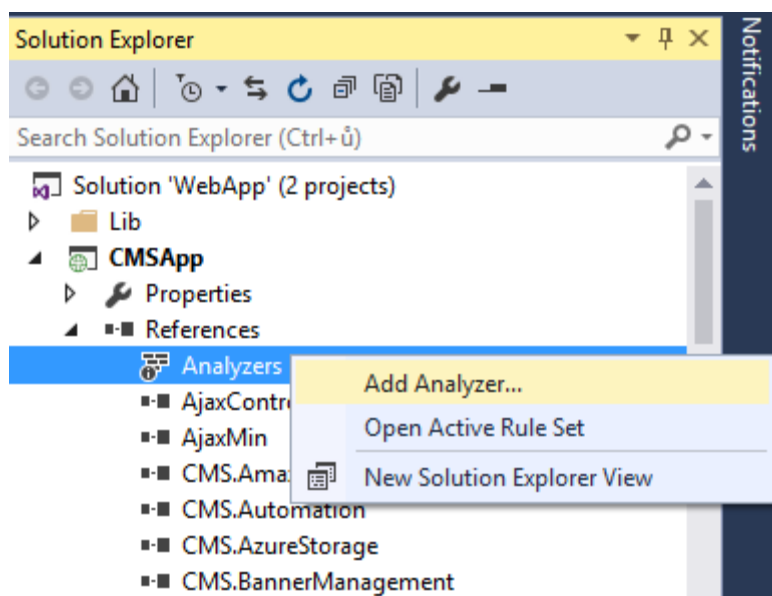 Solution Explorer
Notifications
Search Solution Explorer (Ctrl+ů)
Solution 'WebApp' (2 projects)
Lib
CMSApp
Properties
References
Analyzers
Add Analyzer...
Open Active Rule Set
New Solution Explorer View
AjaxMin
CMS.Automation
CMS.AzureStorage
CMS.BannerManagement